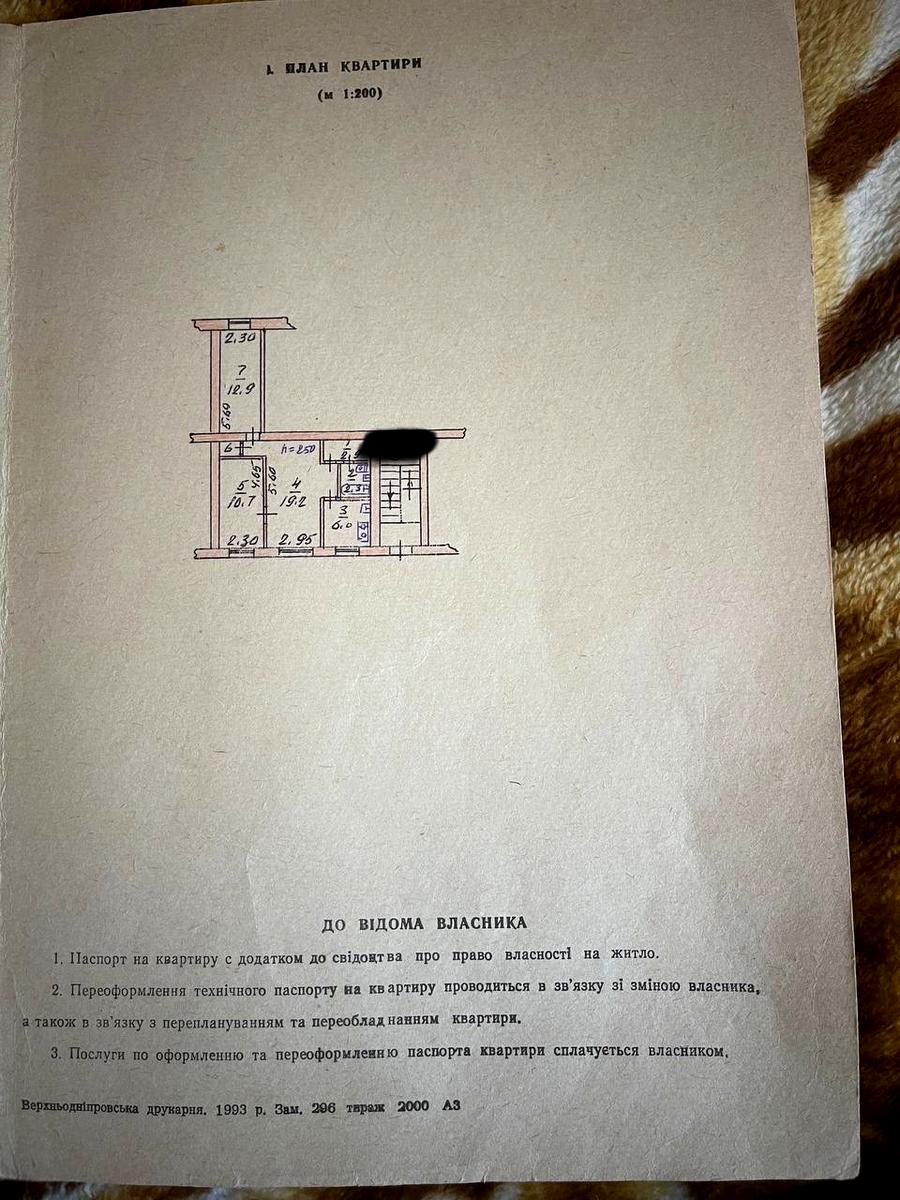 I. ПЛАН КВАРТИРИ
(м 1:200)
2.30
7
12.9
5.60
6
h=250
1
2
2.3
4.65
5.60
5
10.7
4
19.2
3
6.0
2.30
2.95
ДО ВІДОМА ВЛАСНИКА
1. Паспорт на квартиру є додатком до свідоцтва про право власності на житло.
2. Переоформлення технічного паспорту на квартиру проводиться в зв'язку зі зміною власника,
а також в зв'язку з переплануванням та переобладнанням квартири.
3. Послуги по оформленню та переоформленню паспорта квартири сплачується власником.
Верхньодніпровська друкарня. 1993 р. Зам. 296 тираж 2000 А3